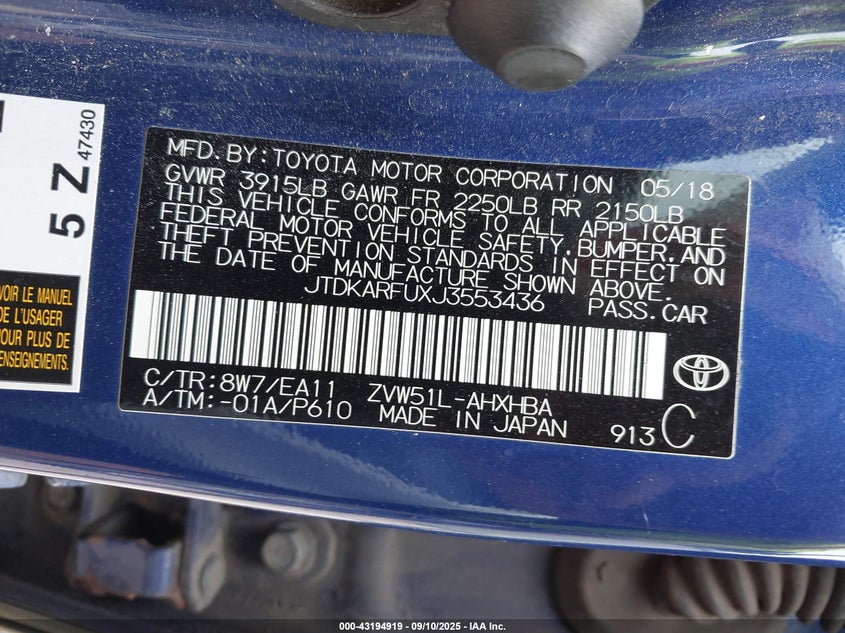 5 Z 47430
VOIR LE MANUEL
DE L'USAGER
POUR PLUS DE
RENSEIGNEMENTS.
MFD.BY:TOYOTA MOTOR CORPORATION 05/18
GVWR 3915LB GAWR FR 2250LB RR 2150LB
THIS VEHICLE CONFORMS TO ALL APPLICABLE
FEDERAL MOTOR VEHICLE SAFETY,BUMPER,AND
THEFT PREVENTION STANDARDS IN EFFECT ON
THE DATE OF MANUFACTURE SHOWN ABOVE.
JTDKARFUXJ3553436 PASS.CAR
C/TR:8W7/EA11 ZVW51L-AHXHBA
A/TM:-01A/P610 MADE IN JAPAN 913 C
TOYOTA
000-43194919 - 09/10/2025 - IAA Inc.